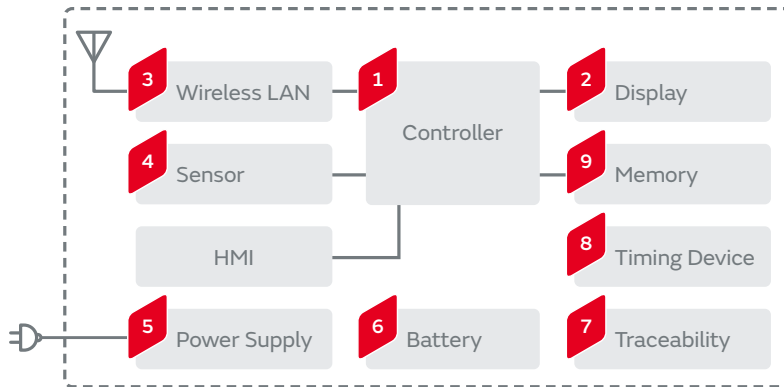 3 Wireless LAN
1 Controller
2 Display
4 Sensor
9 Memory
HMI
8 Timing Device
5 Power Supply
6 Battery
7 Traceability